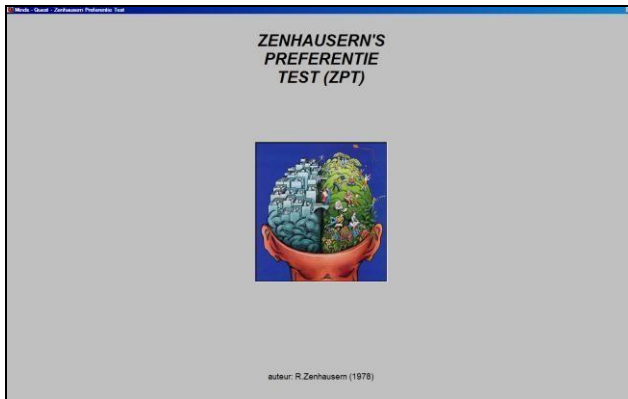 Minds - Quest - Zenhausern Preferentie Test
ZENHAUSERN'S
PREFERENTIE
TEST (ZPT)
auteur: R.Zenhausern (1978)